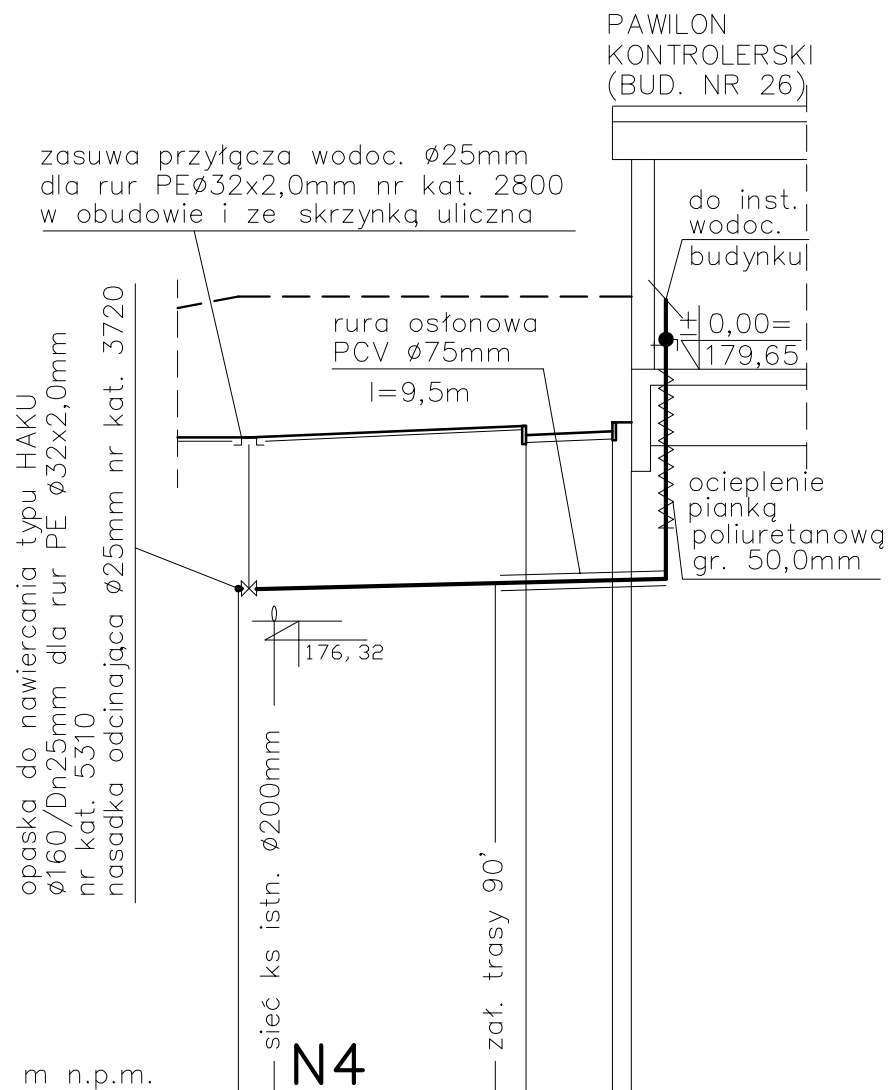 PAWILON
KONTROLERSKI
(BUD. NR 26)
zasuwa przyłącza wodoc. ø25mm
dla rur PEø32x2,0mm nr kat. 2800
w obudowie i ze skrzynką uliczna
do inst.
wodoc.
budynku
rura osłonowa
PCV ø75mm
l=9,5m
± 0,00=
179,65
ocieplenie
pianką
poliuretanową
gr. 50,0mm
opaska do nawiercania typu HAKU
ø160/Dn25mm dla rur PE ø32x2,0mm
nr kat. 5310
nasadka odcinająca ø25mm nr kat. 3720
176,32
sieć ks istn. ø200mm
zał. trasy 90'
m n.p.m.
N4